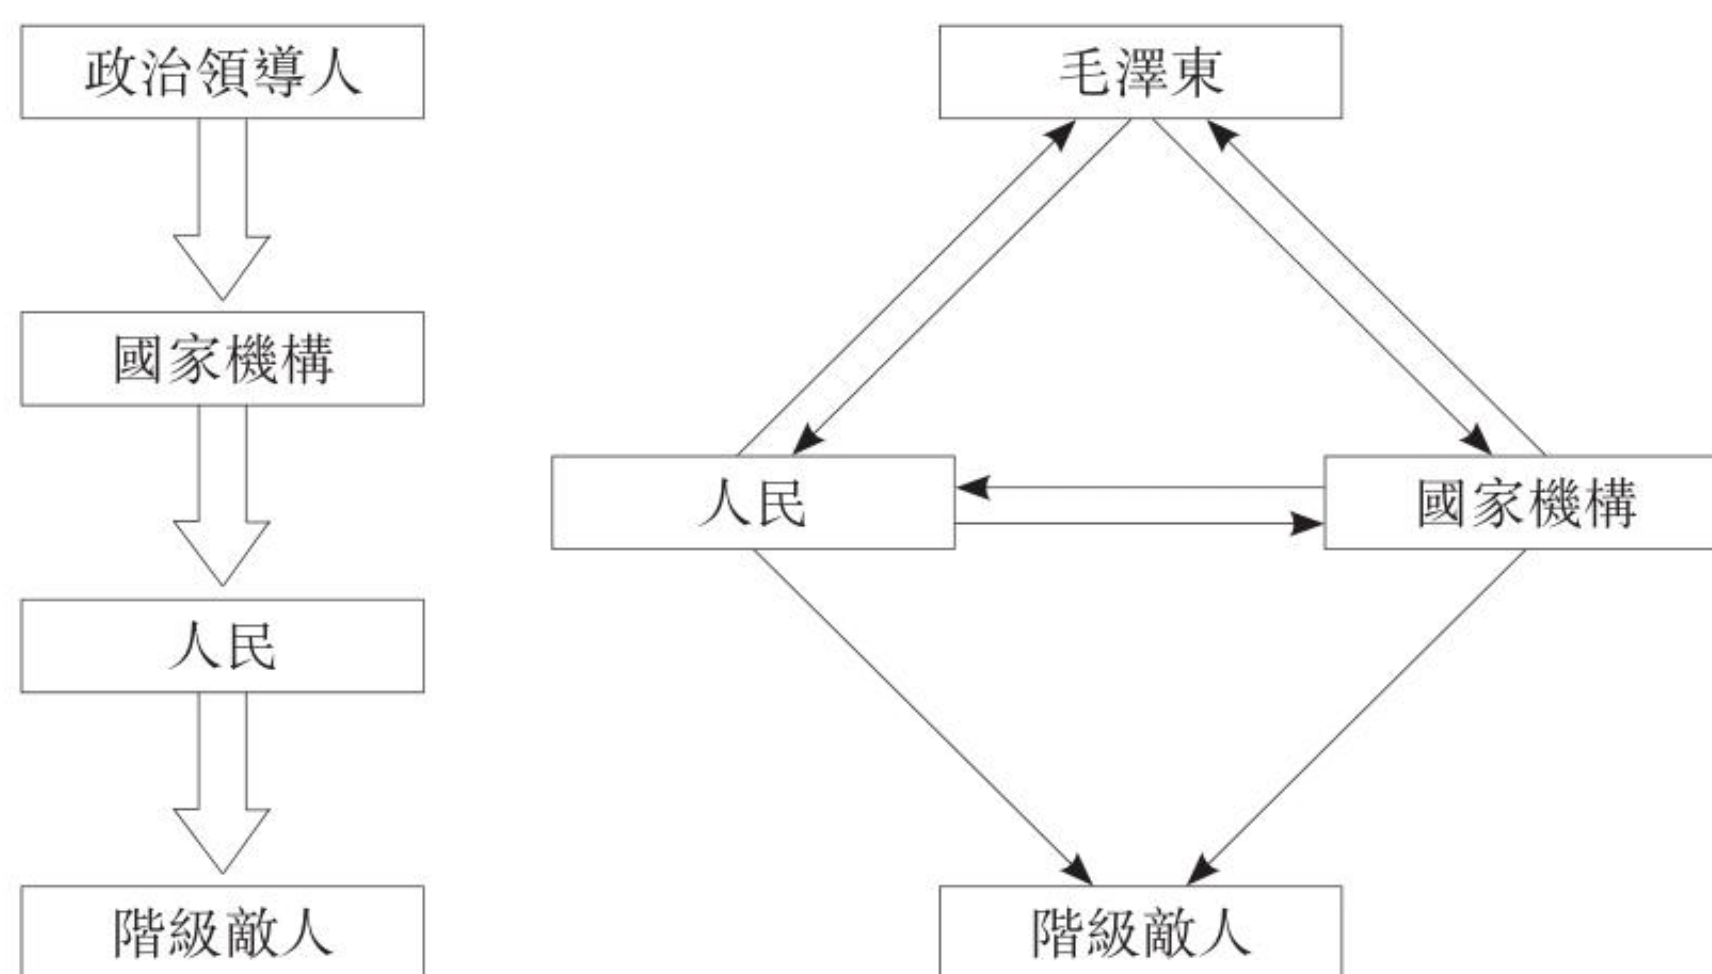 政治領導人
國家機構
人民
階級敵人
毛澤東
人民
國家機構
階級敵人